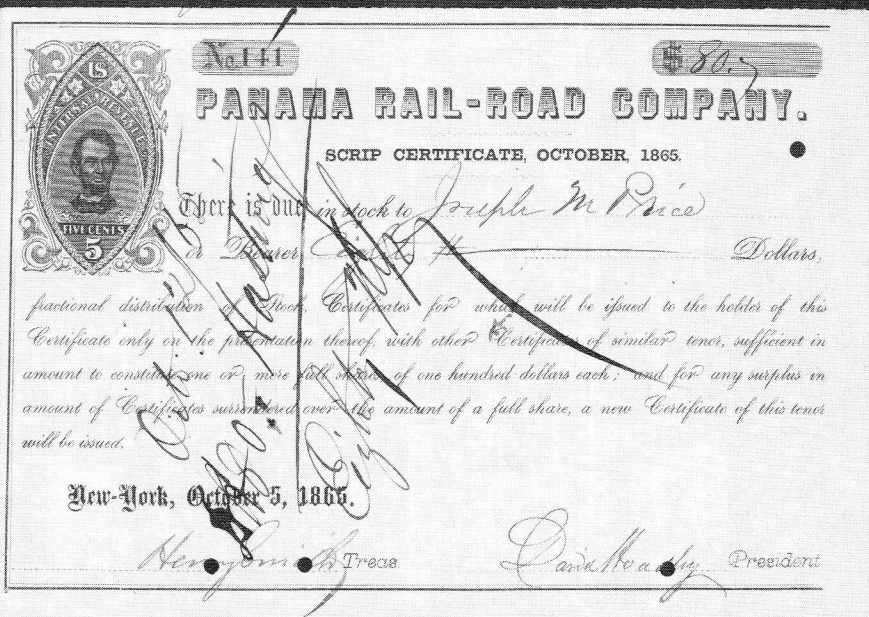 No. 141
$ 80.
PANAMA RAIL-ROAD COMPANY.
SCRIP CERTIFICATE, OCTOBER, 1865.
US
INTERNAL REVENUE
FIVE CENTS
5
There is due in stock to Joseph M Price
or Bearer Eighty Dollars,
fractional distribution of Stock, Certificates for which will be issued to the holder of this
Certificate only on the presentation thereof, with other Certificates of similar tenor, sufficient in
amount to constitute one or more full shares of one hundred dollars each; and for any surplus in
amount of Certificates surrendered over the amount of a full share, a new Certificate of this tenor
will be issued.
New-York, October 5, 1865.
Henry Smith Treas
David Hoadley President